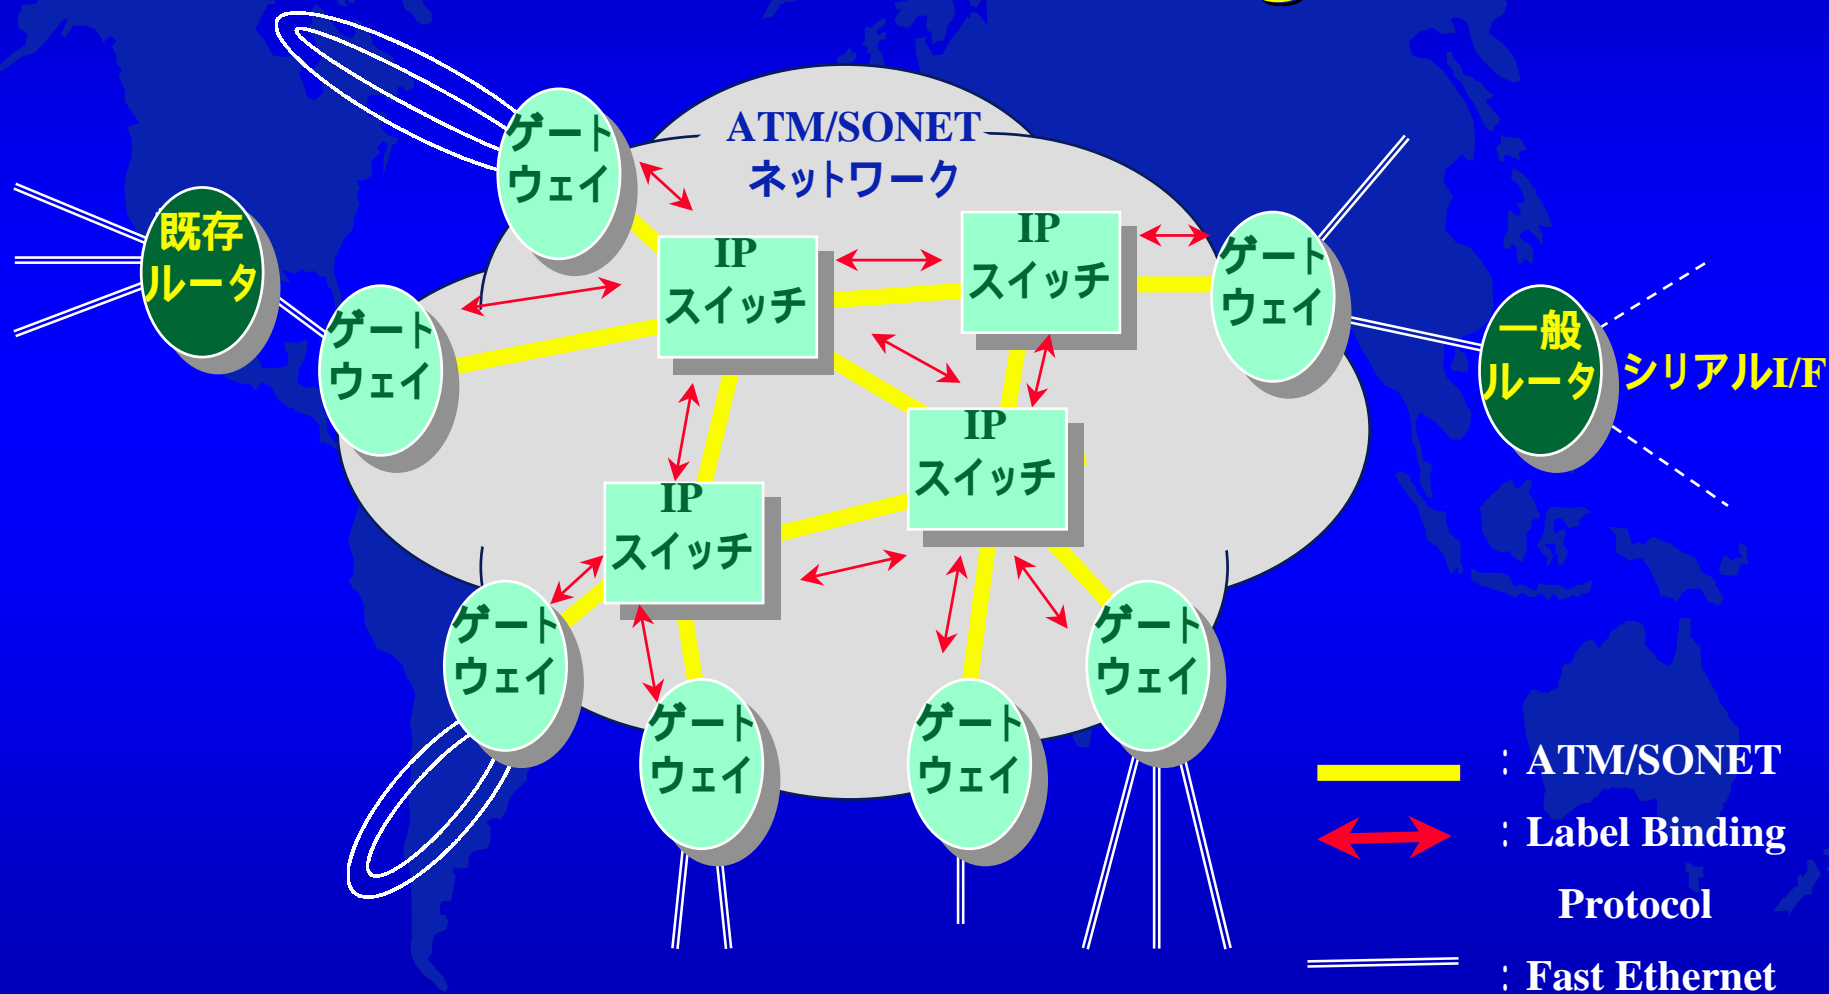 ATM/SONET
ネットワーク
ゲート
ウェイ
既存
ルータ
ゲート
ウェイ
IP
スイッチ
IP
スイッチ
ゲート
ウェイ
一般
ルータ
シリアルI/F
IP
スイッチ
IP
スイッチ
ゲート
ウェイ
ゲート
ウェイ
ゲート
ウェイ
ゲート
ウェイ
: ATM/SONET
: Label Binding
Protocol
: Fast Ethernet